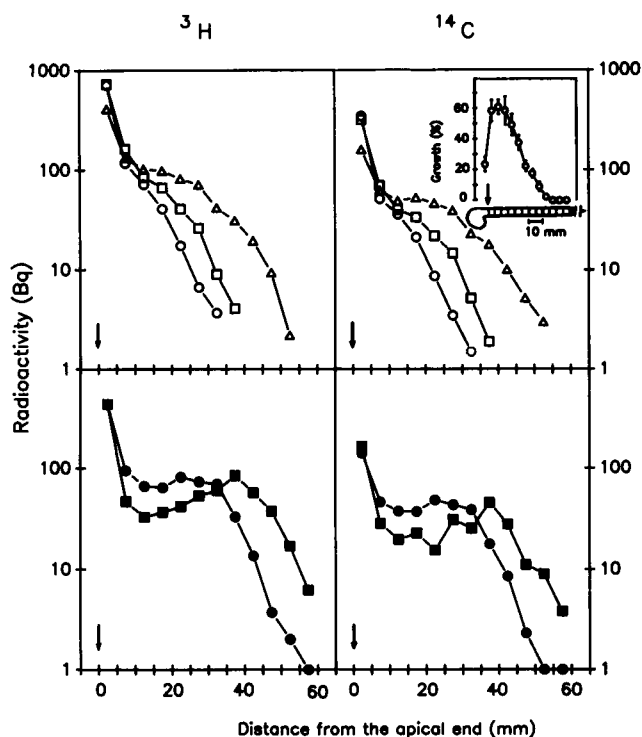 ³H ¹⁴C
1000 1000
100 100
10 10
1 1
100 100
10 10
1 1
Radioactivity (Bq)
Growth (%)
60
40
20
0
10 mm
0 20 40 60 0 20 40 60
Distance from the apical end (mm)